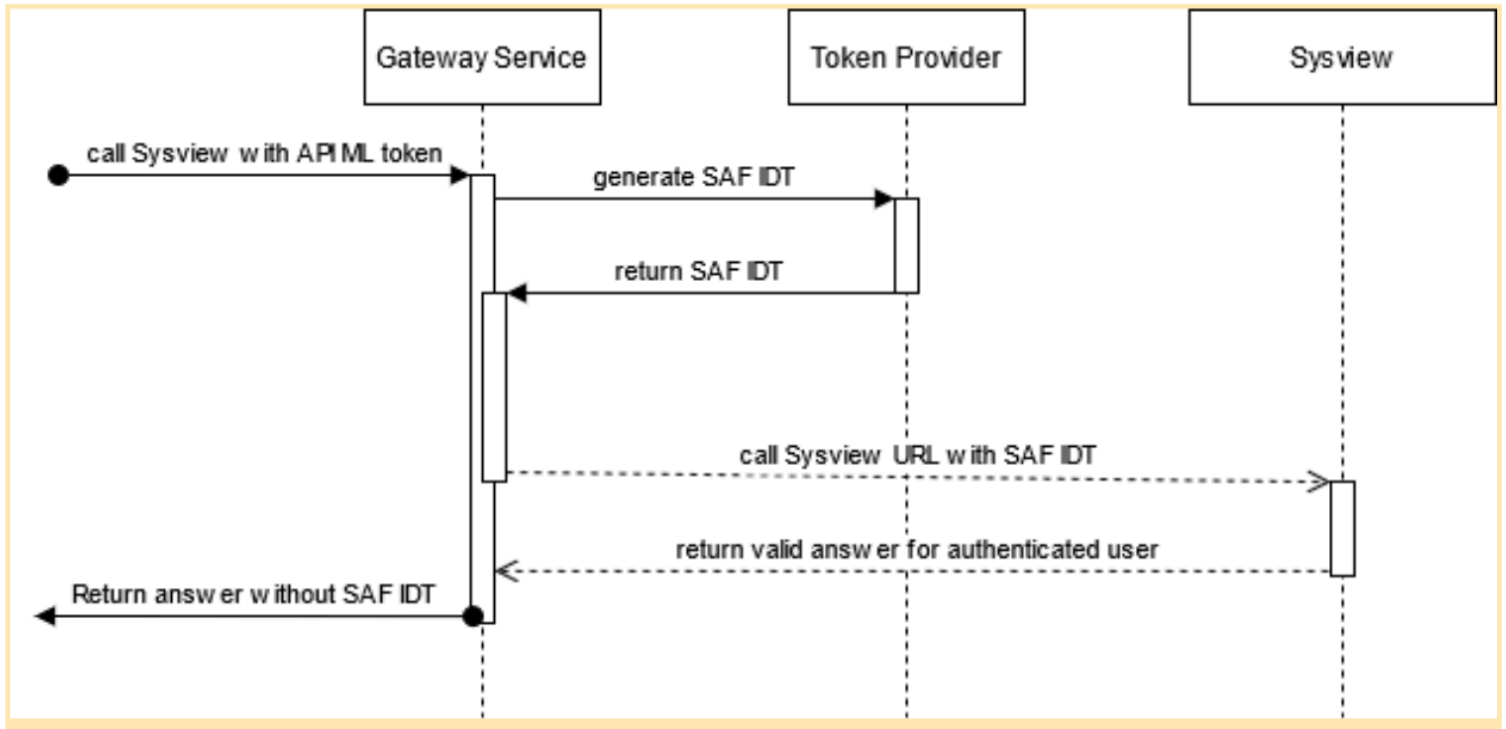 Gateway Service
Token Provider
Sysview
call Sysview with APIML token
generate SAF IDT
return SAF IDT
call Sysview URL with SAF IDT
return valid answer for authenticated user
Return answer without SAF IDT